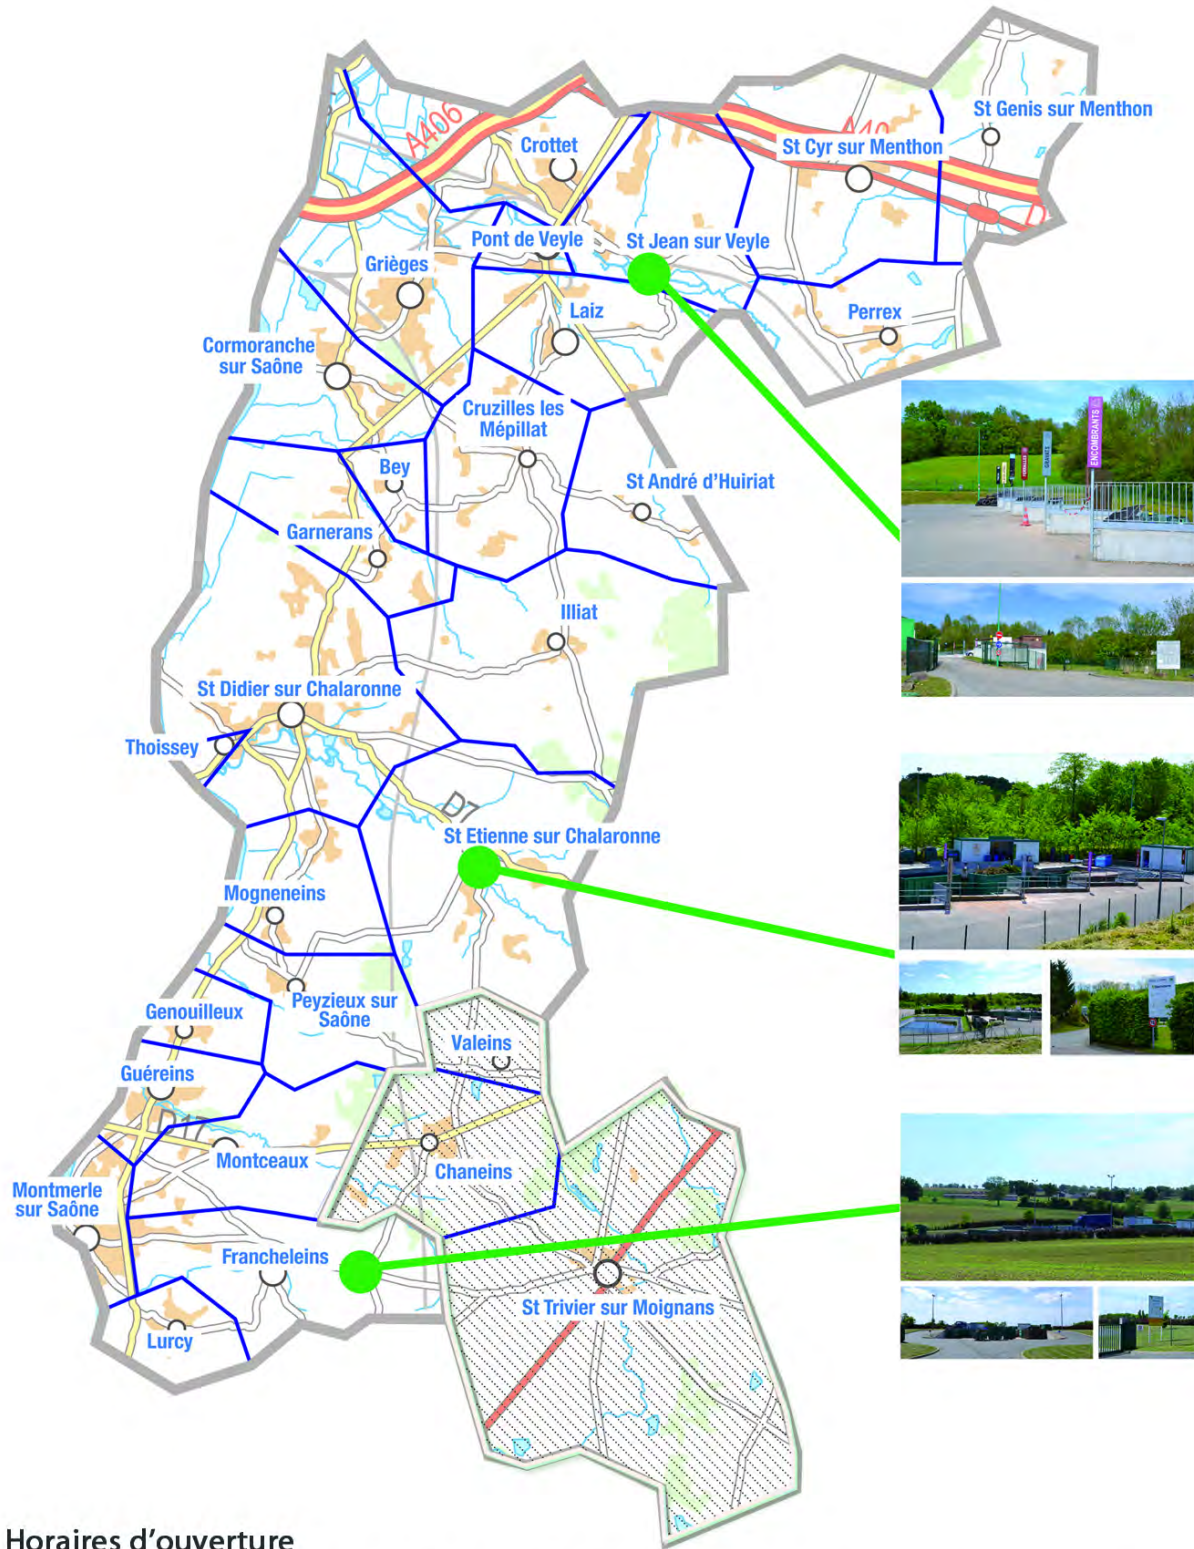 St Genis sur Menthon
A406
Crottet
A40
St Cyr sur Menthon
Pont de Veyle
St Jean sur Veyle
Grièges
Laiz
Perrex
Cormoranche
sur Saône
Cruzilles les
Mépillat
ENCOMBRANTS
GRAVATS
Bey
St André d'Huiriat
Garnerans
Illiat
St Didier sur Chalaronne
Thoissey
D7
St Etienne sur Chalaronne
Mogneneins
Peyzieux sur
Saône
Genouilleux
Valeins
Guéreins
D17
Montceaux
Chaneins
Montmerle
sur Saône
Francheleins
St Trivier sur Moignans
Lurcy
Horaires d'ouverture